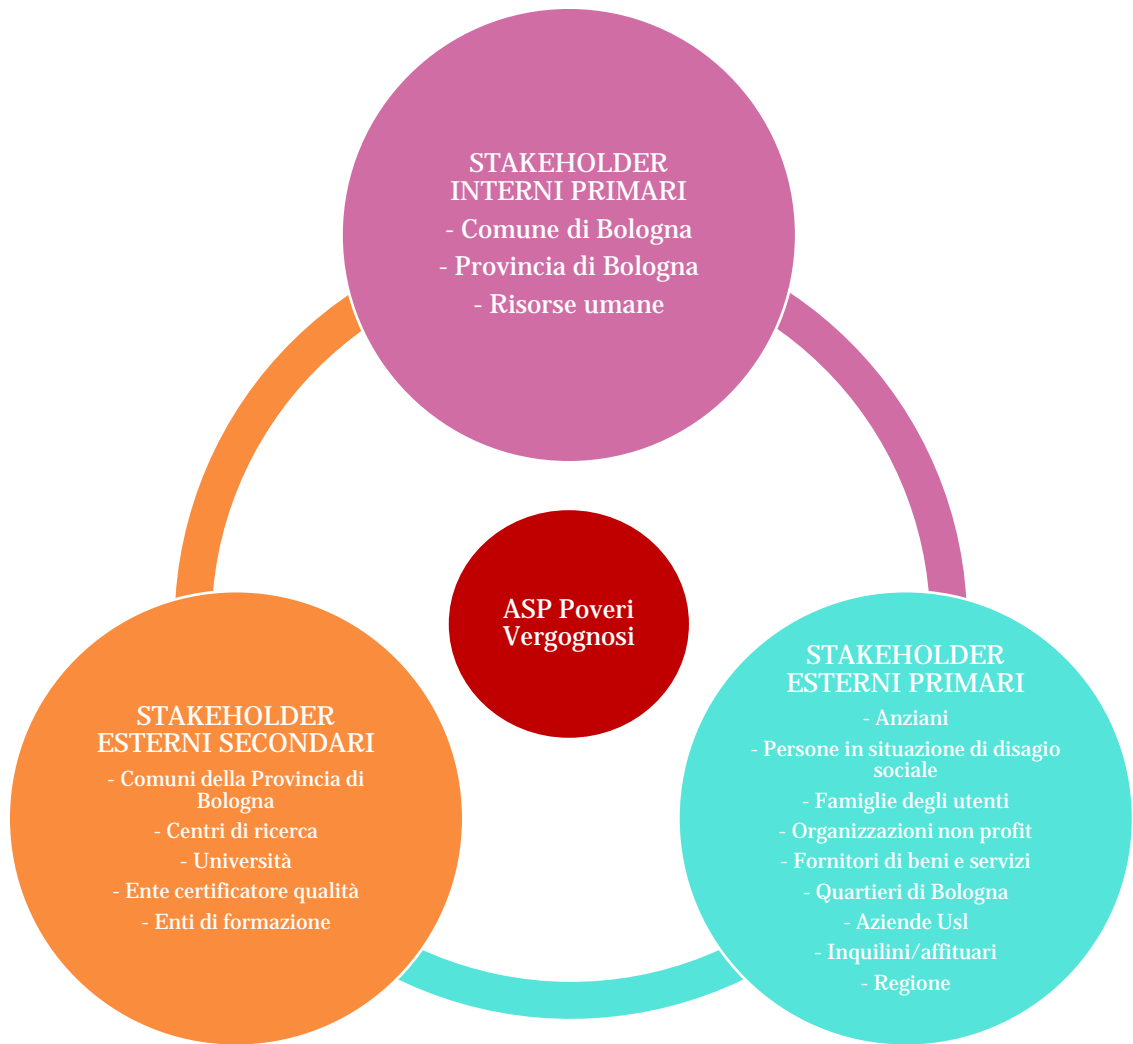 STAKEHOLDER
INTERNI PRIMARI
- Comune di Bologna
- Provincia di Bologna
- Risorse umane
ASP Poveri
Vergognosi
STAKEHOLDER
ESTERNI SECONDARI
- Comuni della Provincia di
Bologna
- Centri di ricerca
- Università
- Ente certificatore qualità
- Enti di formazione
STAKEHOLDER
ESTERNI PRIMARI
- Anziani
- Persone in situazione di disagio
sociale
- Famiglie degli utenti
- Organizzazioni non profit
- Fornitori di beni e servizi
- Quartieri di Bologna
- Aziende Usl
- Inquilini/affituari
- Regione